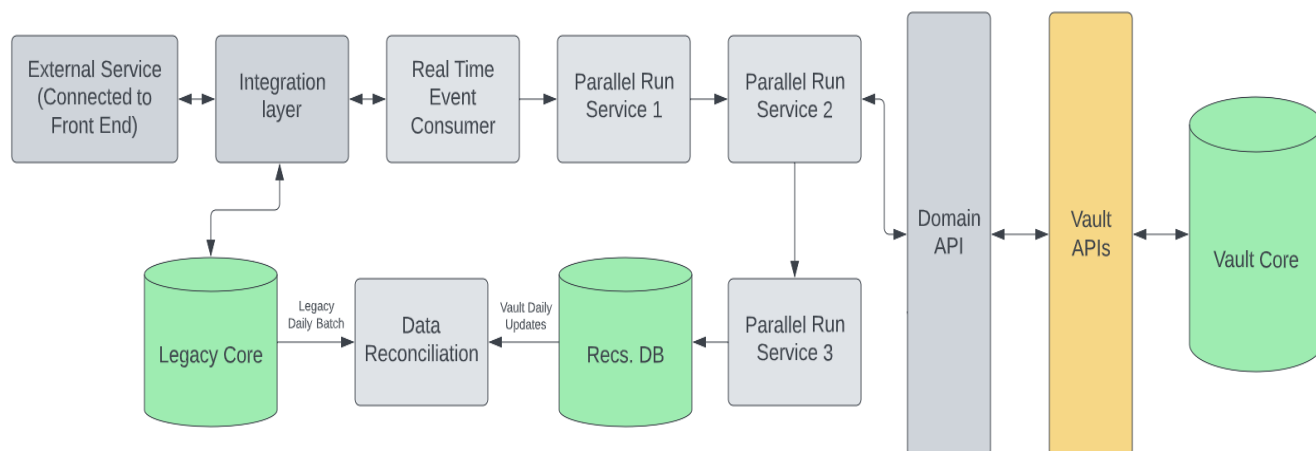 External Service
(Connected to
Front End)
Integration
layer
Real Time
Event
Consumer
Parallel Run
Service 1
Parallel Run
Service 2
Domain
API
Vault
APIs
Vault Core
Legacy Core
Legacy
Daily Batch
Data
Reconciliation
Vault Daily
Updates
Recs. DB
Parallel Run
Service 3